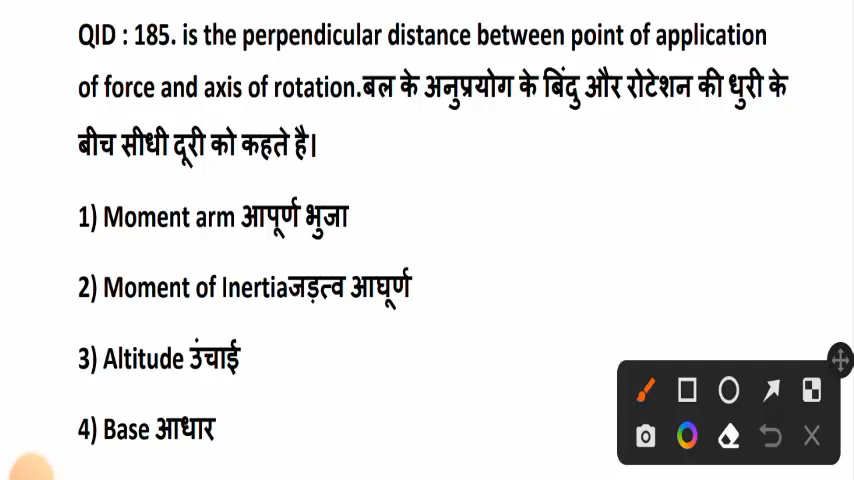 QID : 185. is the perpendicular distance between point of application
of force and axis of rotation.बल के अनुप्रयोग के बिंदु और रोटेशन की धुरी के
बीच सीधी दूरी को कहते है।
1) Moment arm आपूर्ण भुजा
2) Moment of Inertiaजड़त्व आघूर्ण
3) Altitude उंचाई
4) Base आधार